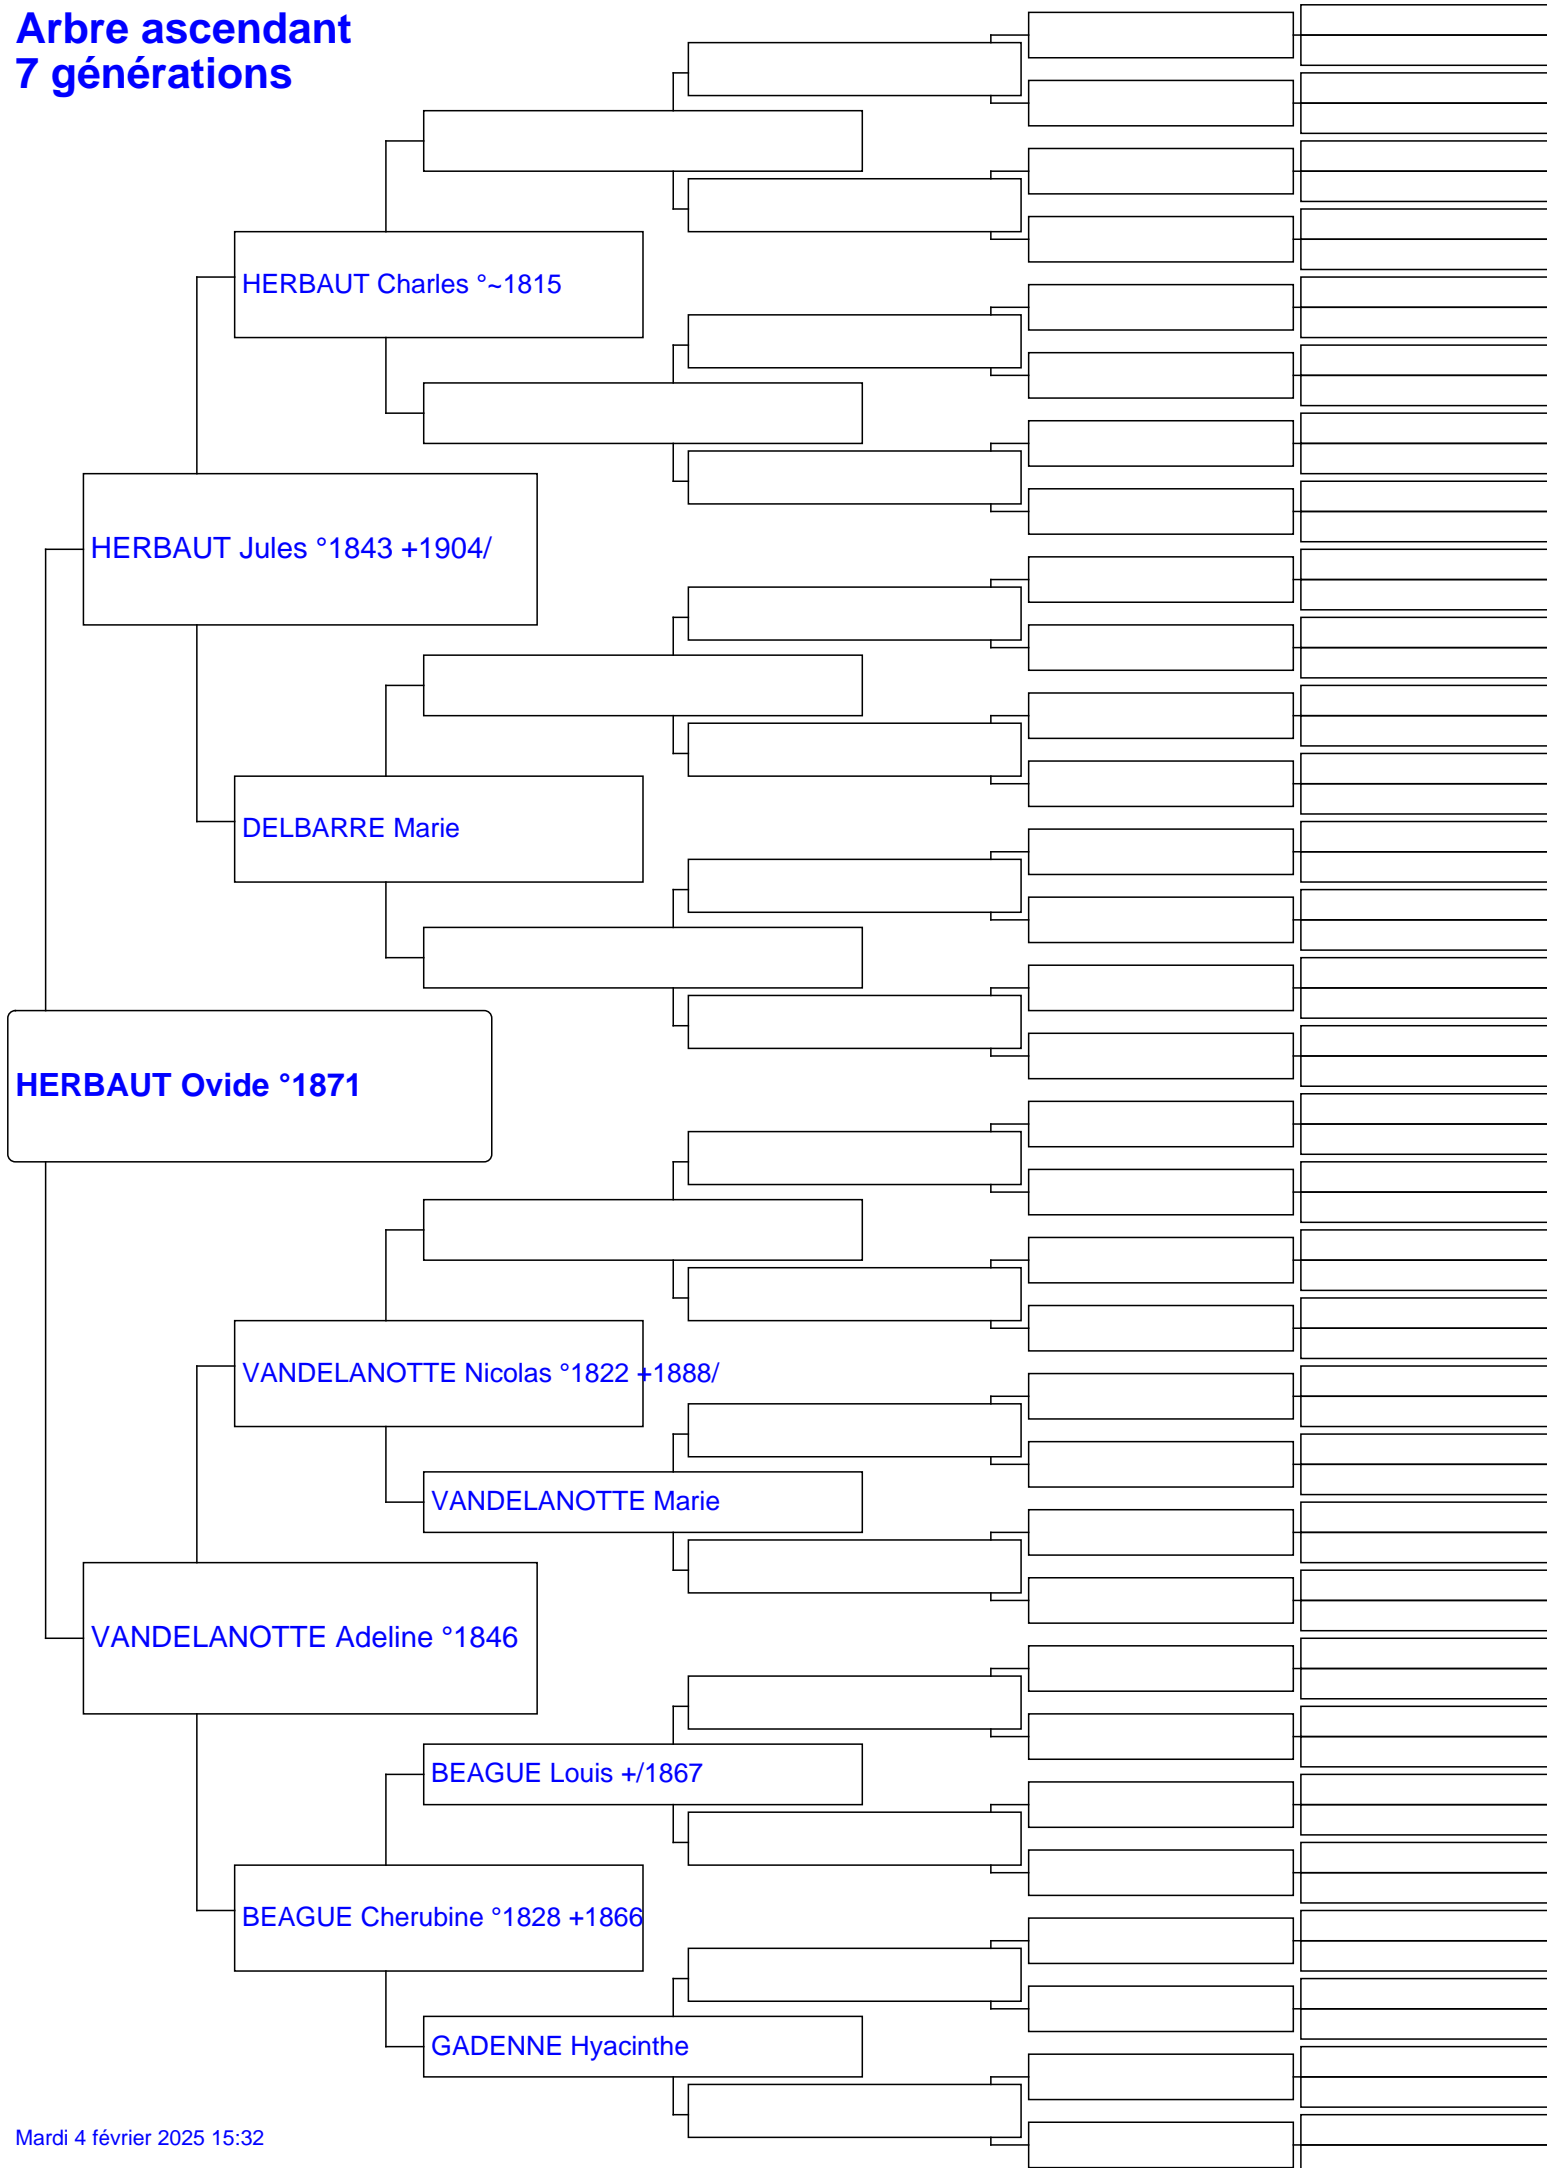 Arbre ascendant
7 générations
HERBAUT Charles °~1815
HERBAUT Jules °1843 +1904/
DELBARRE Marie
HERBAUT Ovide °1871
VANDELANOTTE Nicolas °1822 +1888/
VANDELANOTTE Marie
VANDELANOTTE Adeline °1846
BEAGUE Louis +/1867
BEAGUE Cherubine °1828 +1866
GADENNE Hyacinthe
Mardi 4 février 2025 15:32